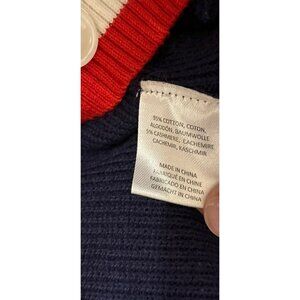 95% COTTON, COTON,
ALGODÓN, BAUMWOLLE
5% CASHMERE, CACHEMIRE
CACHEMIR, KASCHMIR
MADE IN CHINA
FABRIQUÉ EN CHINE
FABRICADO EN CHINA
GEMACHT IN CHINA